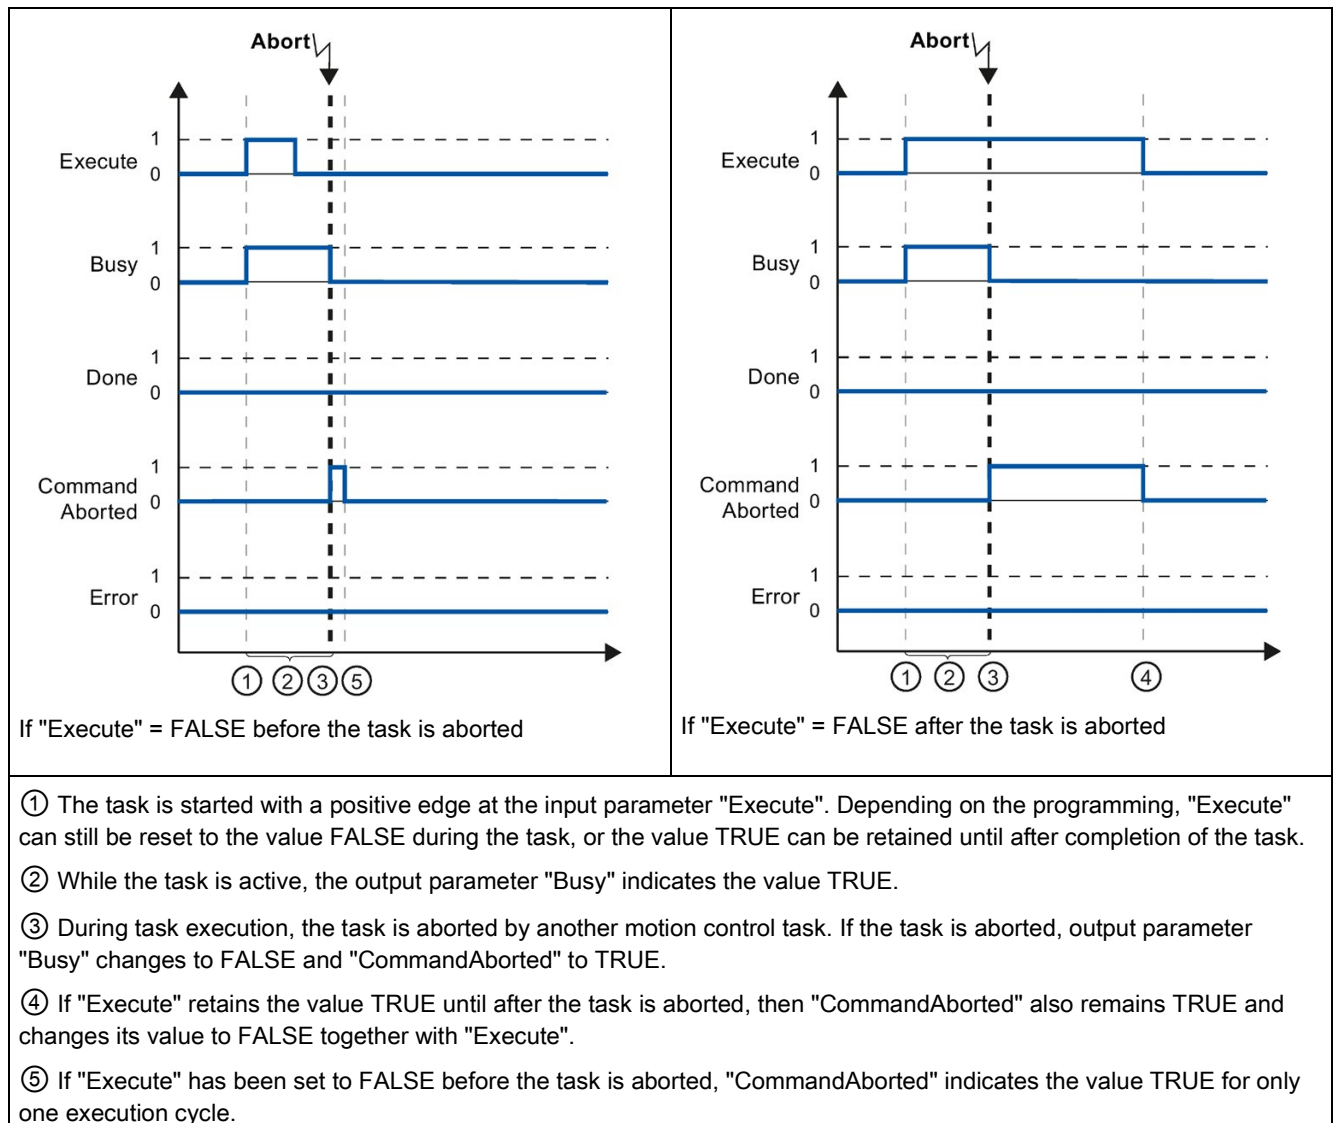 Abort
1
Execute
0
1
Busy
0
1
Done
0
1
Command
Aborted 0
1
Error
0
① ② ③ ⑤
If "Execute" = FALSE before the task is aborted
Abort
1
Execute
0
1
Busy
0
1
Done
0
1
Command
Aborted 0
1
Error
0
① ② ③ ④
If "Execute" = FALSE after the task is aborted
① The task is started with a positive edge at the input parameter "Execute". Depending on the programming, "Execute"
can still be reset to the value FALSE during the task, or the value TRUE can be retained until after completion of the task.
② While the task is active, the output parameter "Busy" indicates the value TRUE.
③ During task execution, the task is aborted by another motion control task. If the task is aborted, output parameter
"Busy" changes to FALSE and "CommandAborted" to TRUE.
④ If "Execute" retains the value TRUE until after the task is aborted, then "CommandAborted" also remains TRUE and
changes its value to FALSE together with "Execute".
⑤ If "Execute" has been set to FALSE before the task is aborted, "CommandAborted" indicates the value TRUE for only
one execution cycle.